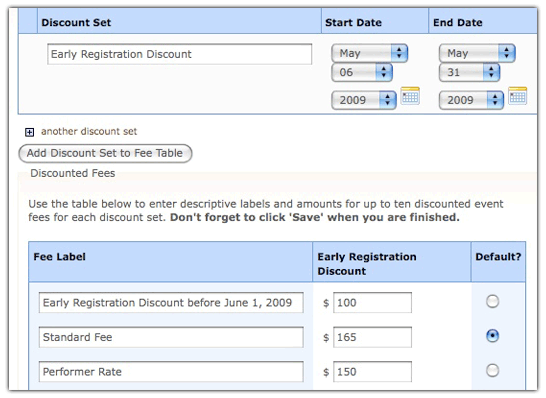 Discount Set Start Date End Date
Early Registration Discount May May
06 31
2009 2009
another discount set
Add Discount Set to Fee Table
Discounted Fees
Use the table below to enter descriptive labels and amounts for up to ten discounted event
fees for each discount set. Don't forget to click 'Save' when you are finished.
Fee Label Early Registration Default?
Discount
Early Registration Discount before June 1, 2009 $ 100
Standard Fee $ 165
Performer Rate $ 150